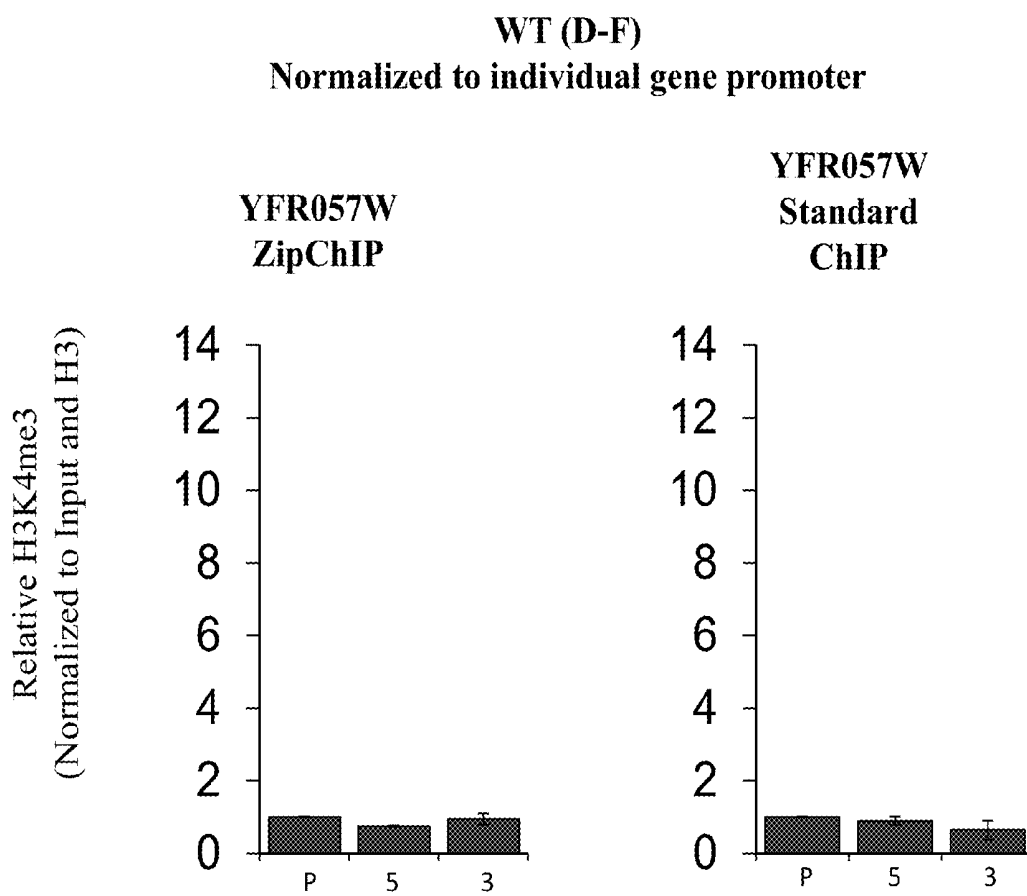 WT (D-F)
Normalized to individual gene promoter
YFR057W
ZipChIP
YFR057W
Standard
ChIP
Relative H3K4me3
(Normalized to Input and H3)
14
12
10
8
6
4
2
0
P 5 3
14
12
10
8
6
4
2
0
P 5 3